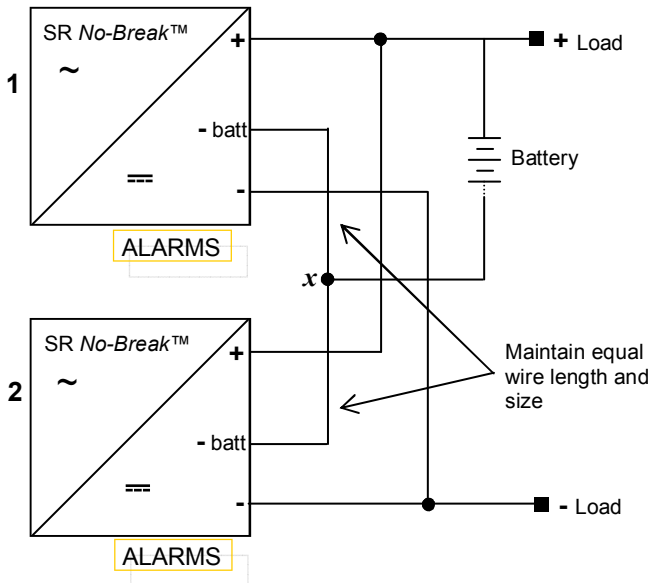 SR No-Break™
+
~
1
- batt
-
ALARMS
+ Load
Battery
x
SR No-Break™
+
~
2
- batt
-
ALARMS
Maintain equal
wire length and
size
- Load